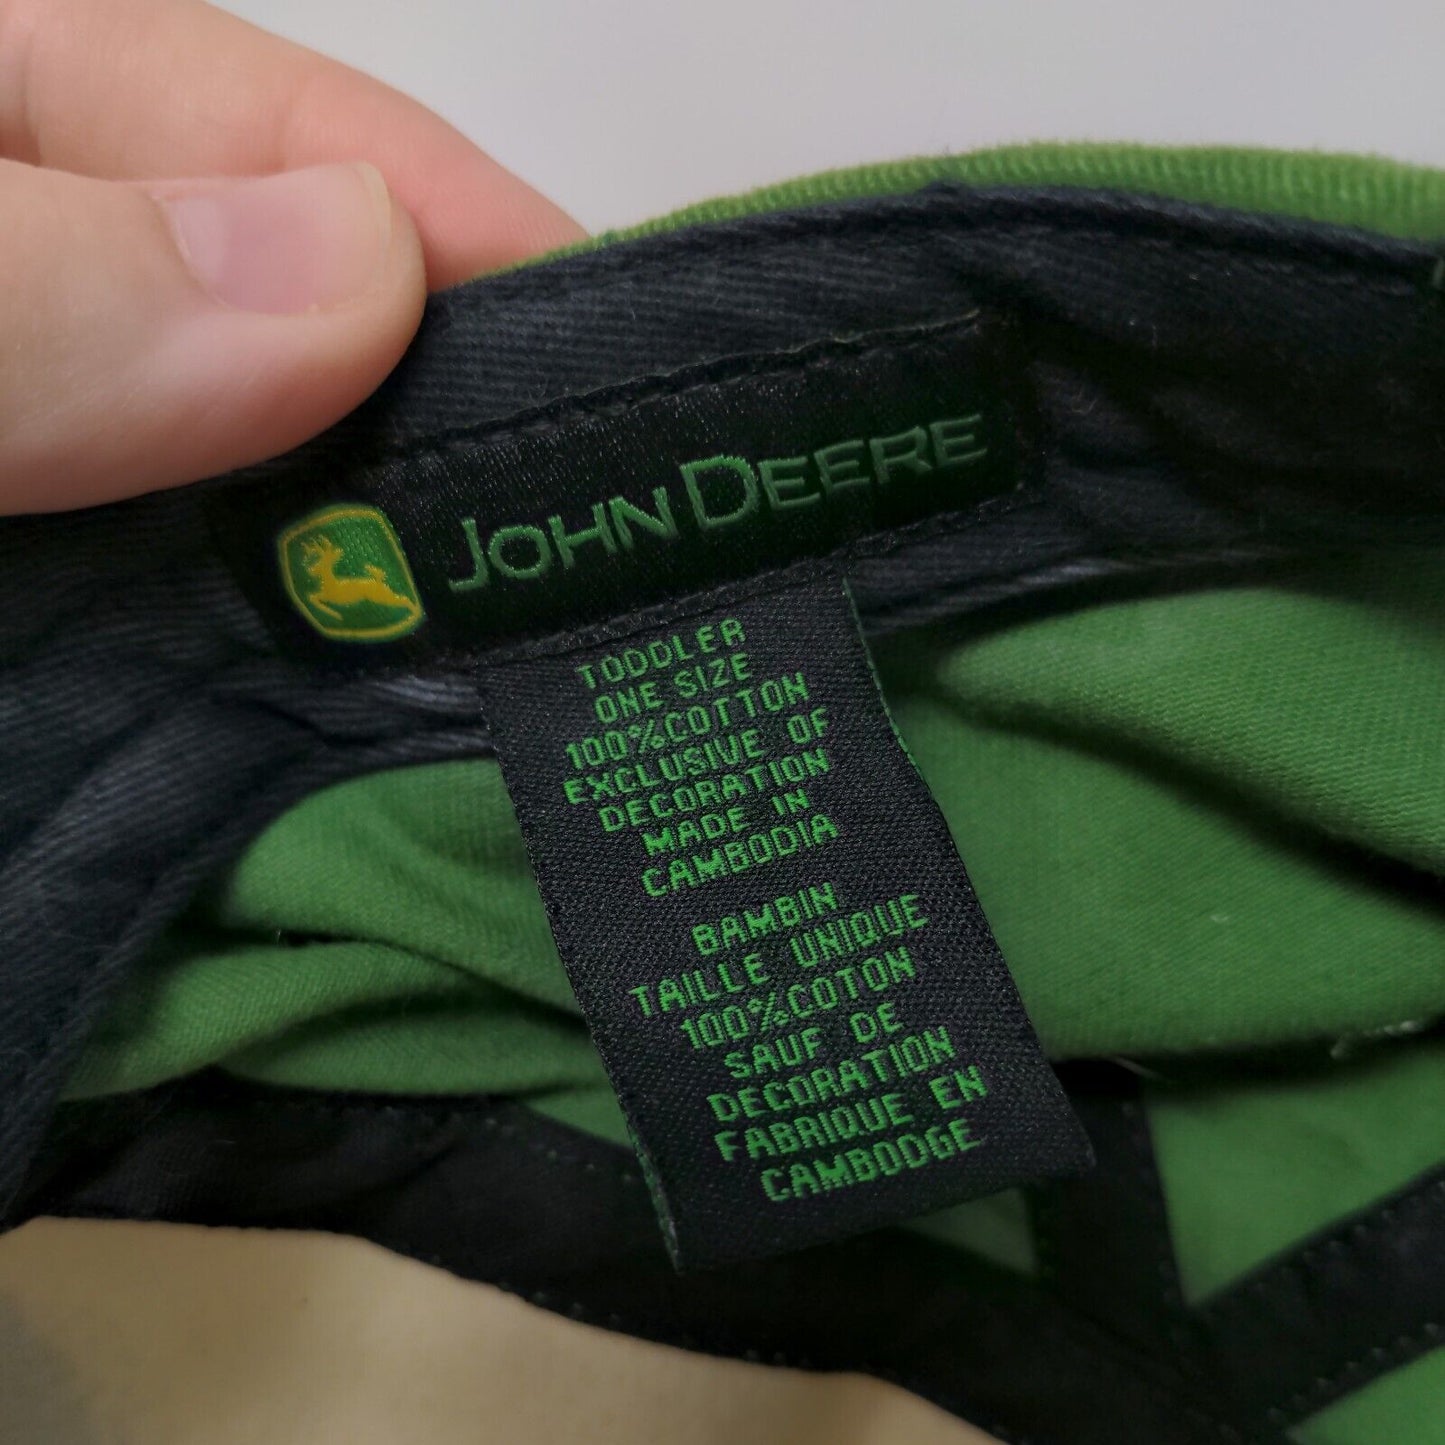 JOHN DEERE
TODDLER
ONE SIZE
100%COTTON
EXCLUSIVE OF
DECORATION
MADE IN
CAMBODIA
BAMBIN
TAILLE UNIQUE
100%COTON
SAUF DE
DECORATION
FABRIQUE EN
CAMBODGE